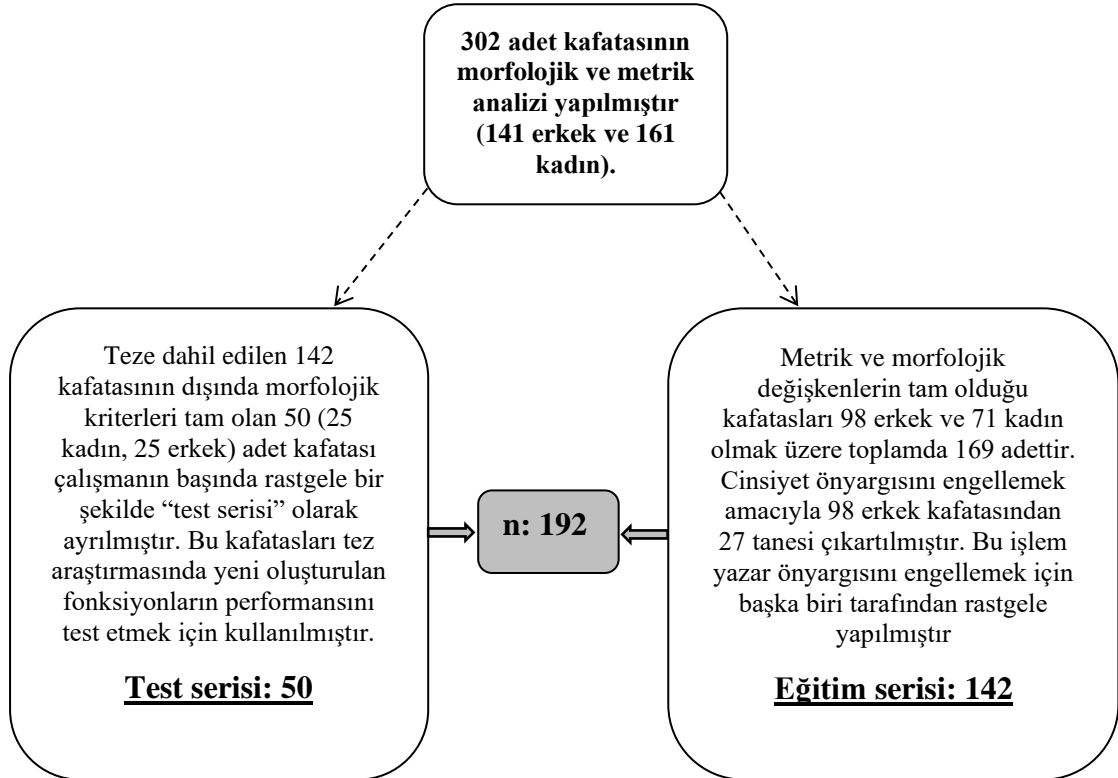 302 adet kafatasının
morfolojik ve metrik
analizi yapılmıştır
(141 erkek ve 161
kadın).
Teze dahil edilen 142
kafatasının dışında morfolojik
kriterleri tam olan 50 (25
kadın, 25 erkek) adet kafatası
çalışmanın başında rastgele bir
şekilde “test serisi” olarak
ayrılmıştır. Bu kafatasları tez
araştırmasında yeni oluşturulan
fonksiyonların performansını
test etmek için kullanılmıştır.
Test serisi: 50
n: 192
Metrik ve morfolojik
değişkenlerin tam olduğu
kafatasları 98 erkek ve 71 kadın
olmak üzere toplamda 169 adettir.
Cinsiyet önyargısını engellemek
amacıyla 98 erkek kafatasından
27 tanesi çıkartılmıştır. Bu işlem
yazar önyargısını engellemek için
başka biri tarafından rastgele
yapılmıştır
Eğitim serisi: 142